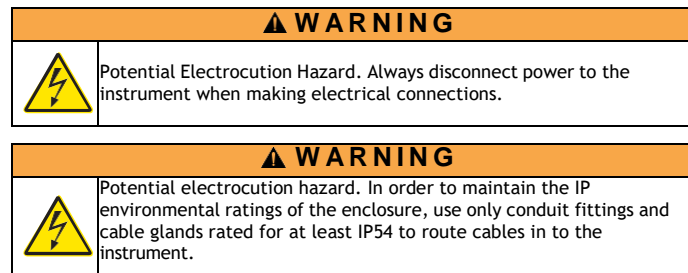 ⚠ WARNING
Potential Electrocution Hazard. Always disconnect power to the
instrument when making electrical connections.
⚠ WARNING
Potential electrocution hazard. In order to maintain the IP
environmental ratings of the enclosure, use only conduit fittings and
cable glands rated for at least IP54 to route cables in to the
instrument.